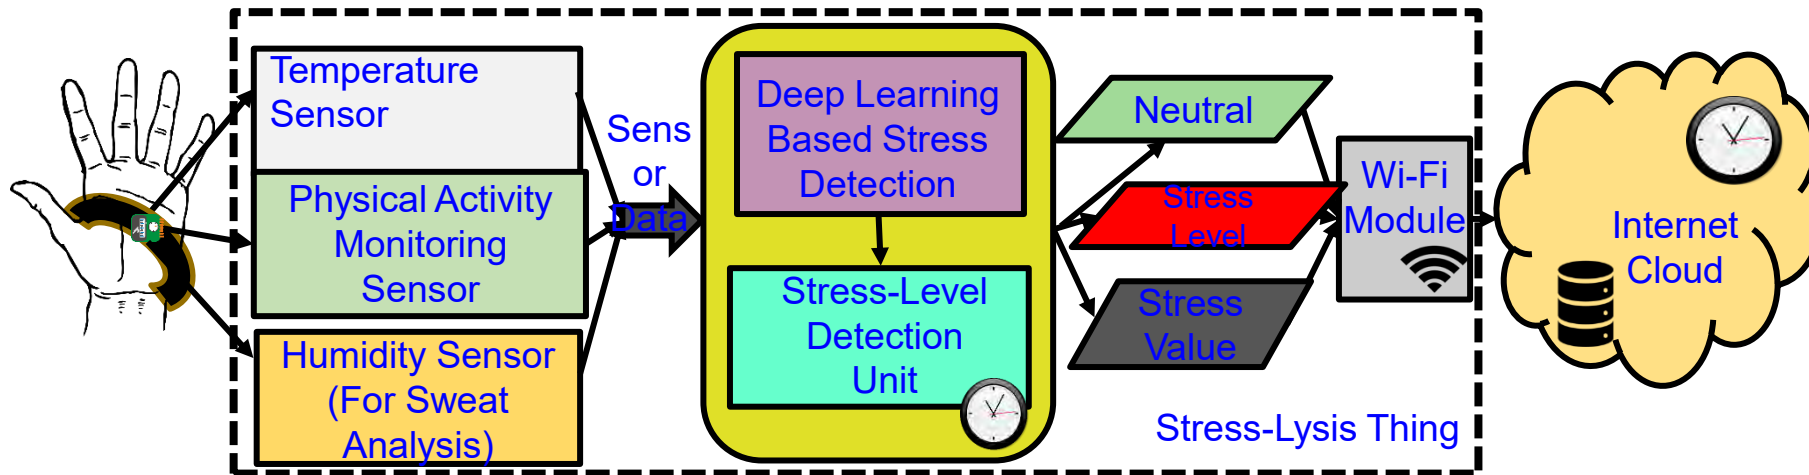 Temperature
Sensor
Physical Activity
Monitoring
Sensor
Humidity Sensor
(For Sweat
Analysis)
Sens
or
Data
Deep Learning
Based Stress
Detection
Stress-Level
Detection
Unit
Neutral
Stress
Level
Stress
Value
Wi-Fi
Module
Internet
Cloud
Stress-Lysis Thing